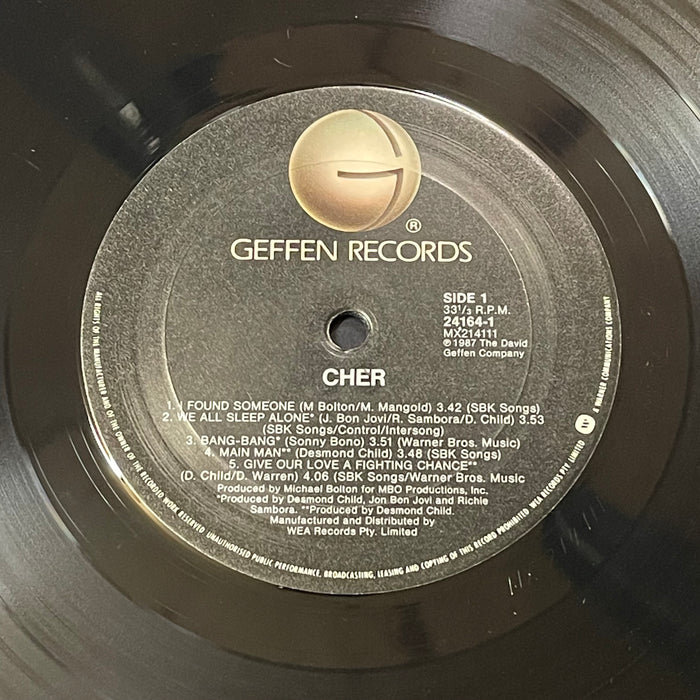 ®
GEFFEN RECORDS
SIDE 1
33⅓ R.P.M.
24164-1
MX214111
℗1987 The David
Geffen Company
CHER
1. I FOUND SOMEONE (M Bolton/M. Mangold) 3.42 (SBK Songs)
2. WE ALL SLEEP ALONE* (J. Bon Jovi/R. Sambora/D. Child) 3.53
(SBK Songs/Control/Intersong)
3. BANG-BANG* (Sonny Bono) 3.51 (Warner Bros. Music)
4. MAIN MAN** (Desmond Child) 3.48 (SBK Songs)
5. GIVE OUR LOVE A FIGHTING CHANCE**
(D. Child/D. Warren) 4.06 (SBK Songs/Warner Bros. Music
Produced by Michael Bolton for MBO Productions, Inc.
*Produced by Desmond Child, Jon Bon Jovi and Richie
Sambora. **Produced by Desmond Child.
Manufactured and Distributed by
WEA Records Pty. Limited
ALL RIGHTS OF THE MANUFACTURER AND OF THE OWNER OF THE RECORDED WORK RESERVED UNAUTHORISED PUBLIC PERFORMANCE, BROADCASTING, LEASING AND COPYING OF THIS RECORD PROHIBITED. WEA RECORDS PTY. LIMITED A WARNER COMMUNICATIONS COMPANY